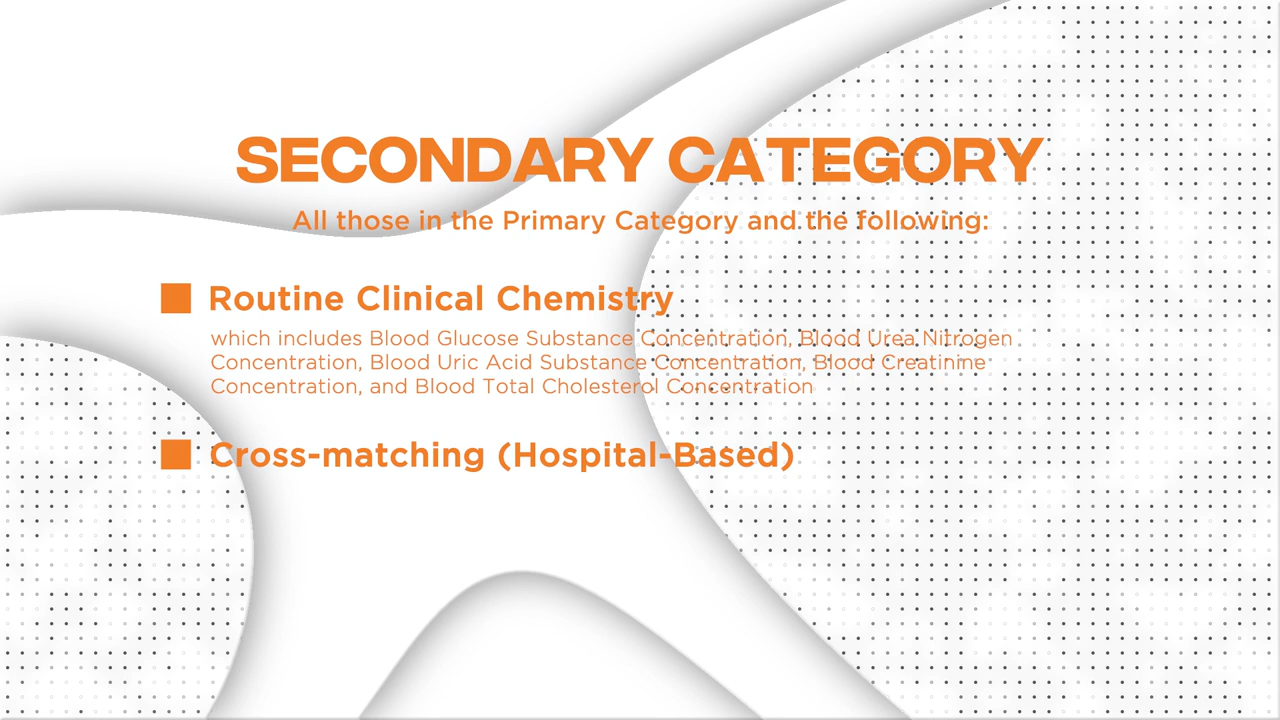 SECONDARY CATEGORY
All those in the Primary Category and the following:
Routine Clinical Chemistry
which includes Blood Glucose Substance Concentration, Blood Urea Nitrogen
Concentration, Blood Uric Acid Substance Concentration, Blood Creatinine
Concentration, and Blood Total Cholesterol Concentration
Cross-matching (Hospital-Based)